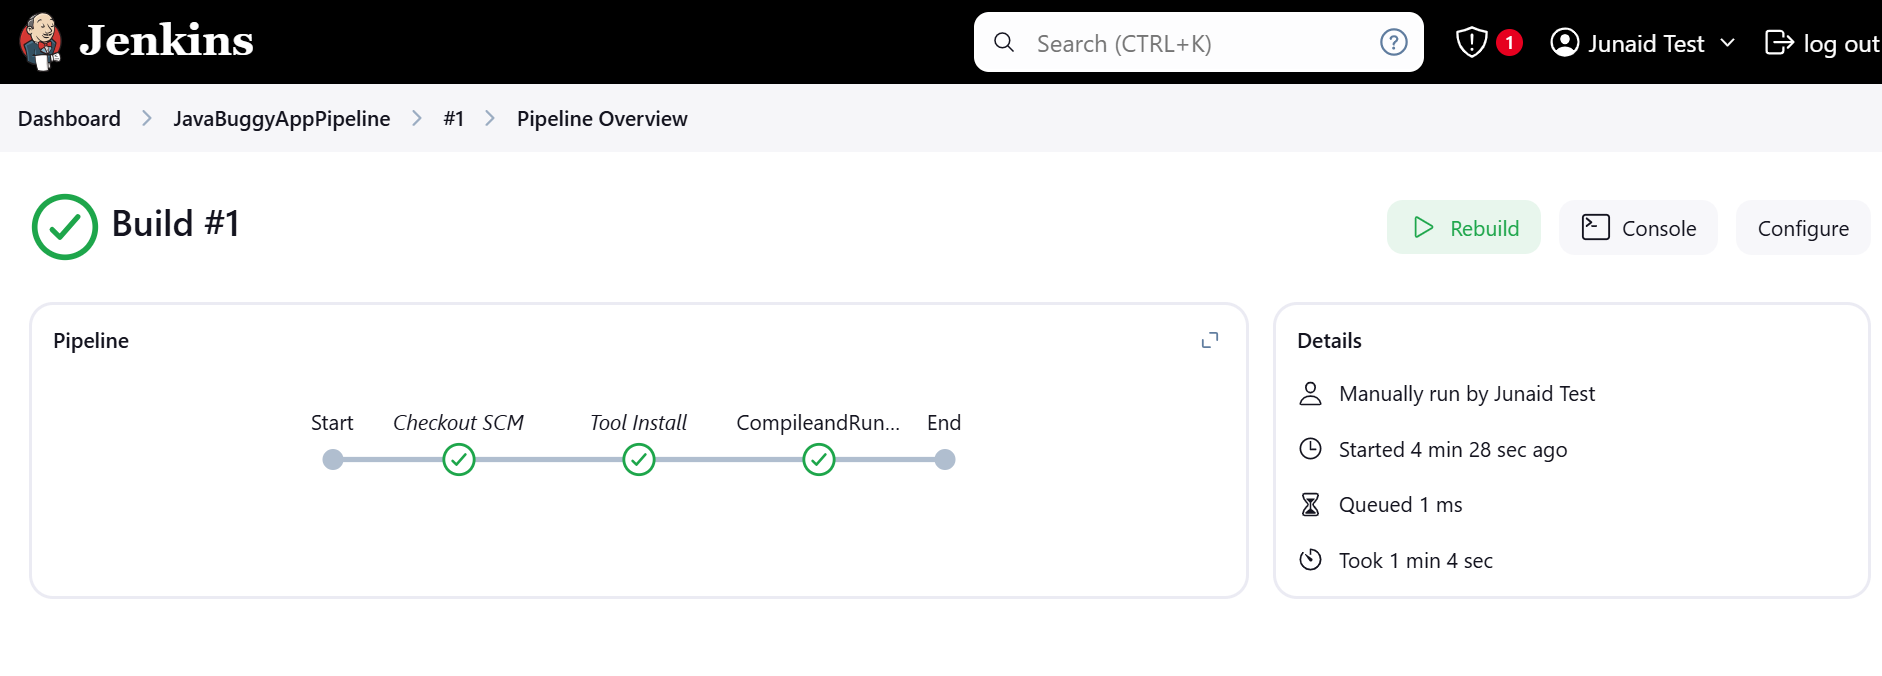 Jenkins
Search (CTRL+K)
?
1
Junaid Test
log out
Dashboard > JavaBuggyAppPipeline > #1 > Pipeline Overview
Build #1
Rebuild
Console
Configure
Pipeline
Start
Checkout SCM
Tool Install
CompileandRun...
End
Details
Manually run by Junaid Test
Started 4 min 28 sec ago
Queued 1 ms
Took 1 min 4 sec